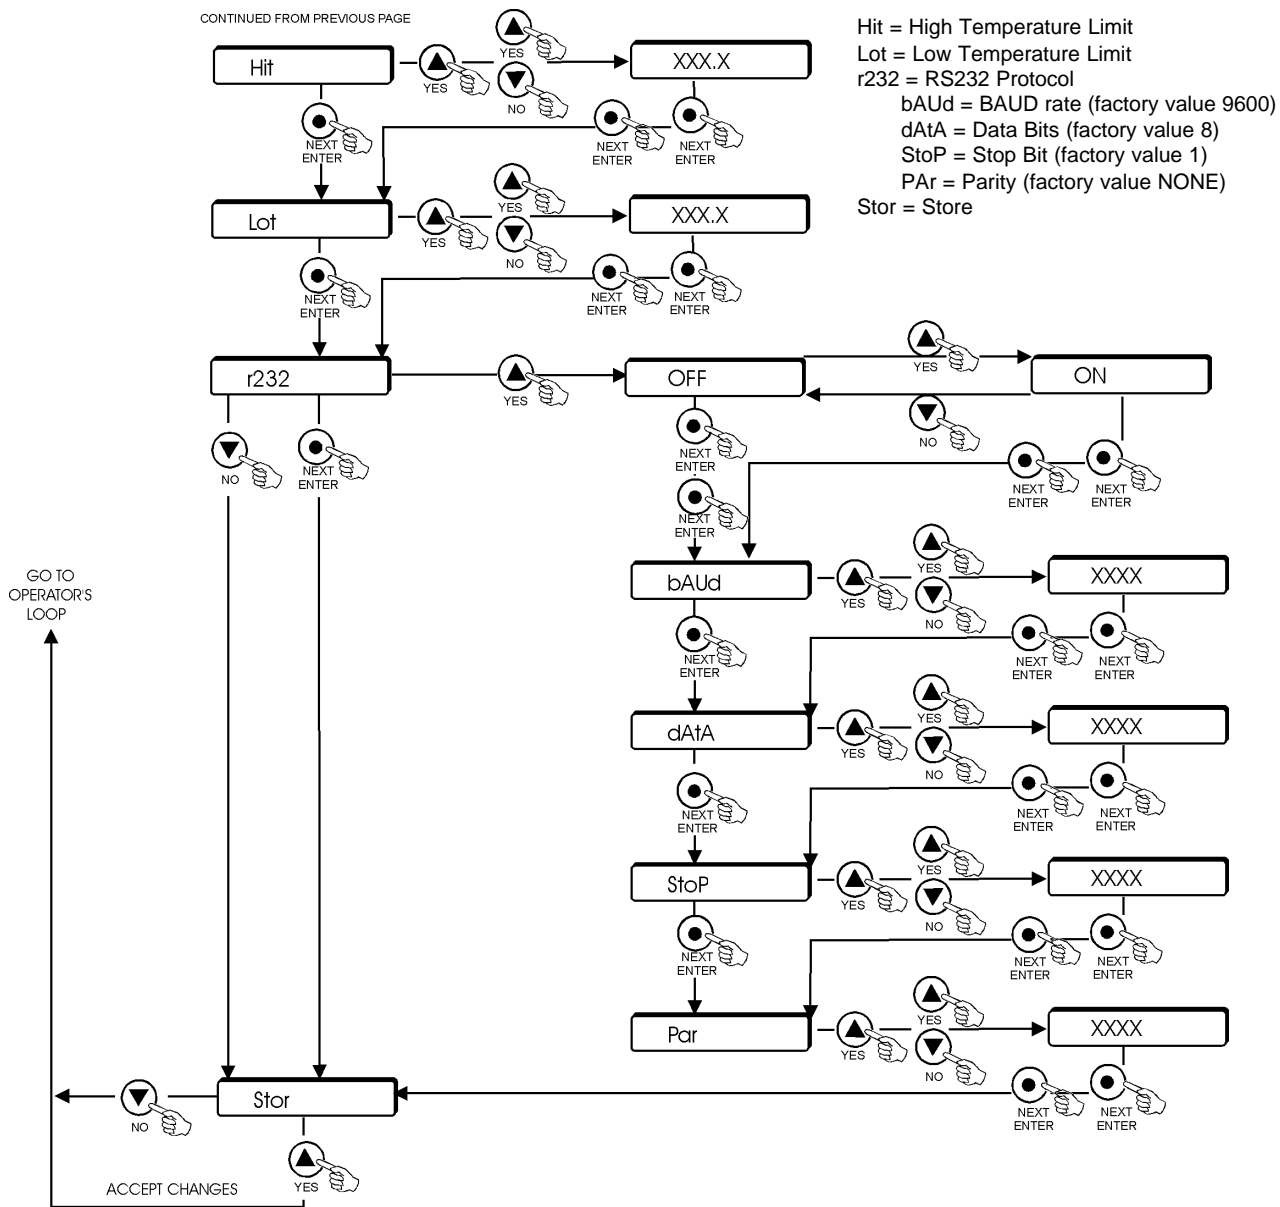 CONTINUED FROM PREVIOUS PAGE
Hit = High Temperature Limit
Lot = Low Temperature Limit
r232 = RS232 Protocol
bAUd = BAUD rate (factory value 9600)
dAtA = Data Bits (factory value 8)
StoP = Stop Bit (factory value 1)
PAr = Parity (factory value NONE)
Stor = Store
Hit
YES
YES
NO
XXX.X
NEXT
ENTER
NEXT
ENTER
NEXT
ENTER
Lot
YES
YES
NO
XXX.X
NEXT
ENTER
NEXT
ENTER
NEXT
ENTER
r232
YES
OFF
YES
NO
ON
NO
NEXT
ENTER
NEXT
ENTER
NEXT
ENTER
NEXT
ENTER
NEXT
ENTER
GO TO
OPERATOR'S
LOOP
bAUd
YES
YES
NO
XXXX
NEXT
ENTER
NEXT
ENTER
NEXT
ENTER
dAtA
YES
YES
NO
XXXX
NEXT
ENTER
NEXT
ENTER
NEXT
ENTER
StoP
YES
YES
NO
XXXX
NEXT
ENTER
NEXT
ENTER
NEXT
ENTER
Par
YES
YES
NO
XXXX
NEXT
ENTER
NEXT
ENTER
Stor
NO
YES
ACCEPT CHANGES